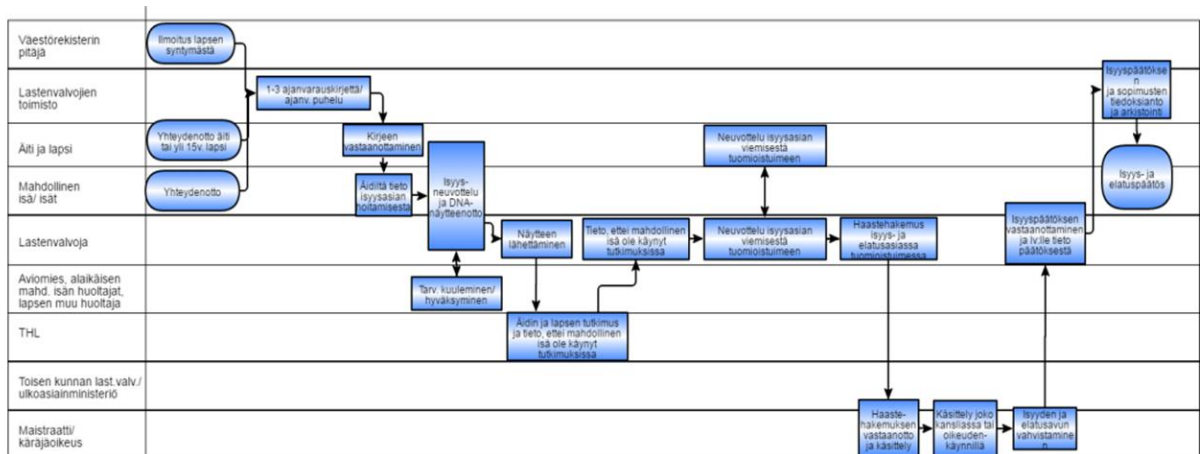 Väestörekisterin
pitäjä
Ilmoitus lapsen
syntymästä
Lastenvalvojien
toimisto
1-3 ajanvarauskirjettä/
ajanv. puhelu
Isyyspäätökse
n
ja sopimusten
tiedoksianto
ja arkistointi
Äiti ja lapsi
Yhteydenotto äiti
tai yli 15v. lapsi
Kirjeen
vastaanottaminen
Neuvottelu isyysasian
viemisestä
tuomioistuimeen
Mahdollinen
isä/ isät
Yhteydenotto
Äidiltä tieto
isyysasian
hoitamisesta
Isyys-
neuvottelu
ja DNA-
näytteenotto
Isyys- ja
elatuspäätös
Lastenvalvoja
Näytteen
lähettäminen
Tieto, ettei mahdollinen
isä ole käynyt
tutkimuksissa
Neuvottelu isyysasian
viemisestä
tuomioistuimeen
Haastehakemus
isyys- ja
elatusasiassa
tuomioistuimessa
Isyyspäätöksen
vastaanottaminen
ja lv:lle tieto
päätöksestä
Aviomies, alaikäisen
mahd. isän huoltajat,
lapsen muu huoltaja
Tarv. kuuleminen/
hyväksyminen
THL
Äidin ja lapsen tutkimus
ja tieto, ettei mahdollinen
isä ole käynyt
tutkimuksissa
Toisen kunnan last.valv./
ulkoasiainministeriö
Maistraatti/
käräjäoikeus
Haaste-
hakemuksen
vastaanotto
ja käsittely
Käsittely joko
kansliassa tai
oikeuden-
käynnillä
Isyyden ja
elatusavun
vahvistamine
n